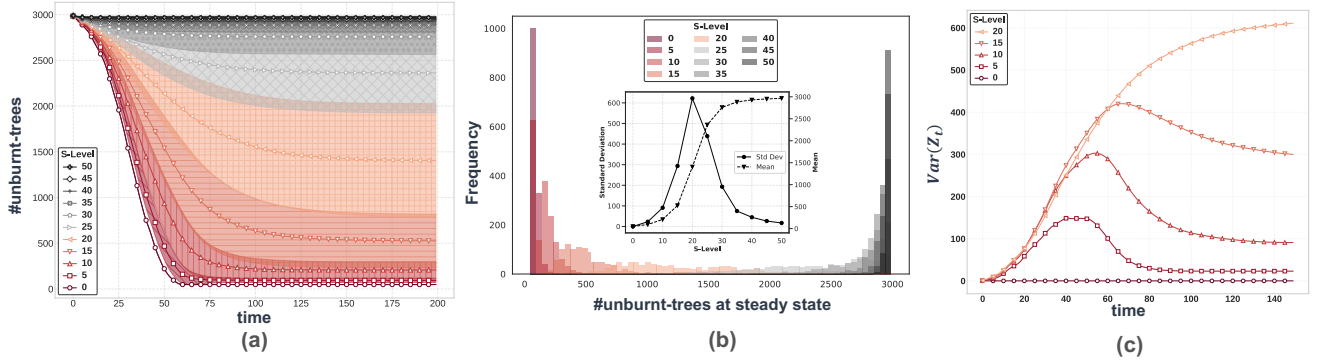 #unburnt-trees
3000
2500
2000
1500
1000
500
0
S-Level
50
45
40
35
30
25
20
15
10
5
0
0 25 50 75 100 125 150 175 200
time
(a)
Frequency
1000
800
600
400
200
0
S-Level
0 20 40
5 25 45
10 30 50
15 35
Standard Deviation
600
500
400
300
200
100
0
3000
2500
2000
1500
1000
500
0
Mean
Std Dev
Mean
0 10 20 30 40 50
S-Level
0 500 1000 1500 2000 2500 3000
#unburnt-trees at steady state
(b)
Var(Zt)
600
500
400
300
200
100
0
S-Level
20
15
10
5
0
0 20 40 60 80 100 120 140
time
(c)